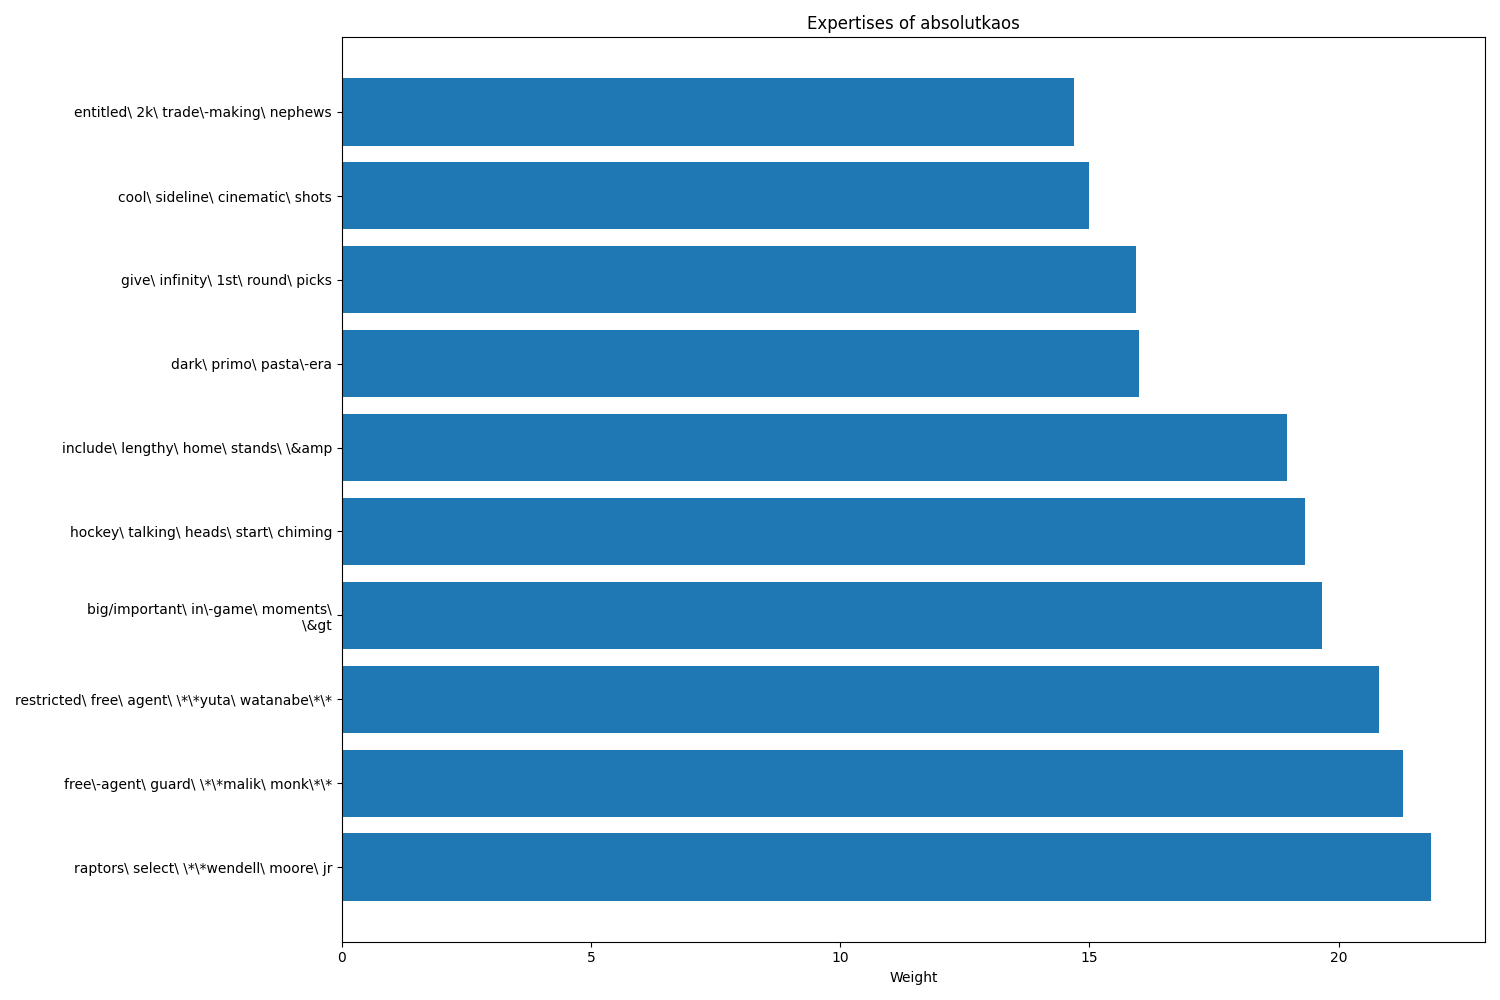 Expertises of absolutkaos
entitled\ 2k\ trade\-making\ nephews
cool\ sideline\ cinematic\ shots
give\ infinity\ 1st\ round\ picks
dark\ primo\ pasta\-era
include\ lengthy\ home\ stands\ \&amp
hockey\ talking\ heads\ start\ chiming
big/important\ in\-game\ moments\
\&gt
restricted\ free\ agent\ \*\*yuta\ watanabe\*\*
free\-agent\ guard\ \*\*malik\ monk\*\*
raptors\ select\ \*\*wendell\ moore\ jr
0 5 10 15 20
Weight